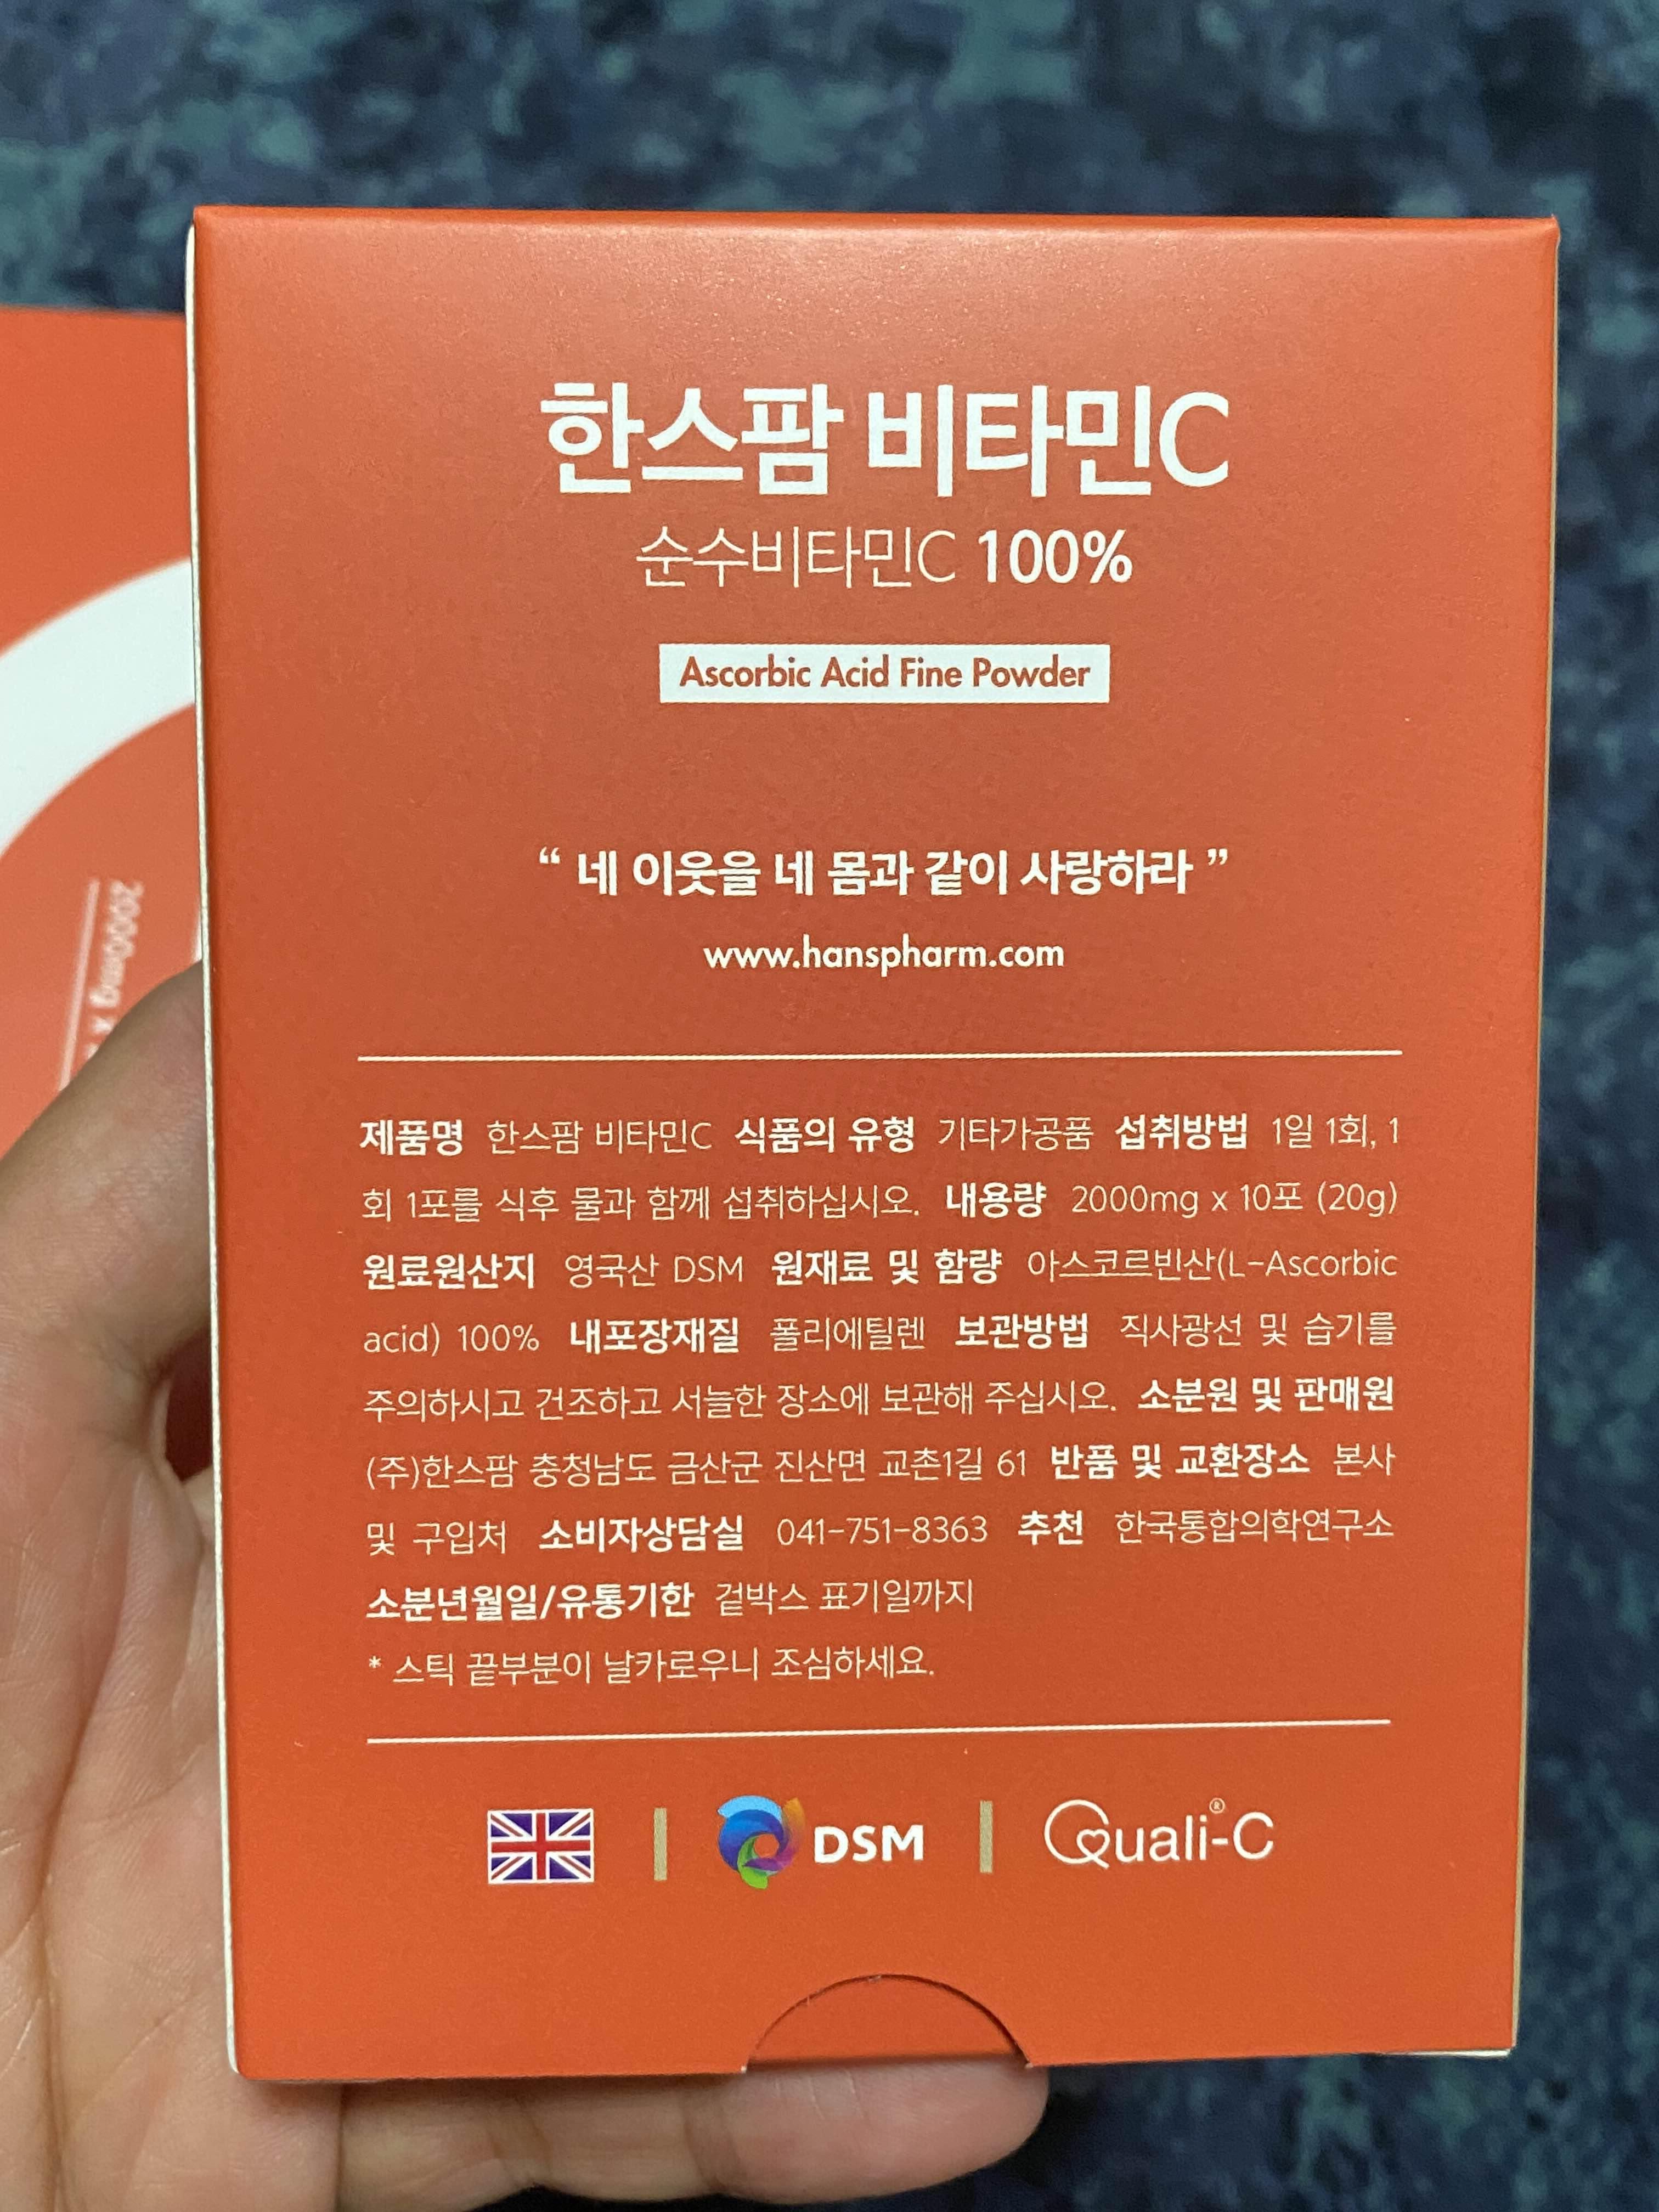 한스팜 비타민C
순수비타민C 100%
Ascorbic Acid Fine Powder
“ 네 이웃을 네 몸과 같이 사랑하라 ”
www.hanspharm.com
제품명 한스팜 비타민C 식품의 유형 기타가공품 섭취방법 1일 1회, 1
회 1포를 식후 물과 함께 섭취하십시오. 내용량 2000mg x 10포 (20g)
원료원산지 영국산 DSM 원재료 및 함량 아스코르빈산(L-Ascorbic
acid) 100% 내포장재질 폴리에틸렌 보관방법 직사광선 및 습기를
주의하시고 건조하고 서늘한 장소에 보관해 주십시오. 소분원 및 판매원
(주)한스팜 충청남도 금산군 진산면 교촌1길 61 반품 및 교환장소 본사
및 구입처 소비자상담실 041-751-8363 추천 한국통합의학연구소
소분년월일/유통기한 겉박스 표기일까지
* 스틱 끝부분이 날카로우니 조심하세요.
DSM
Quali-C®
2000mg x